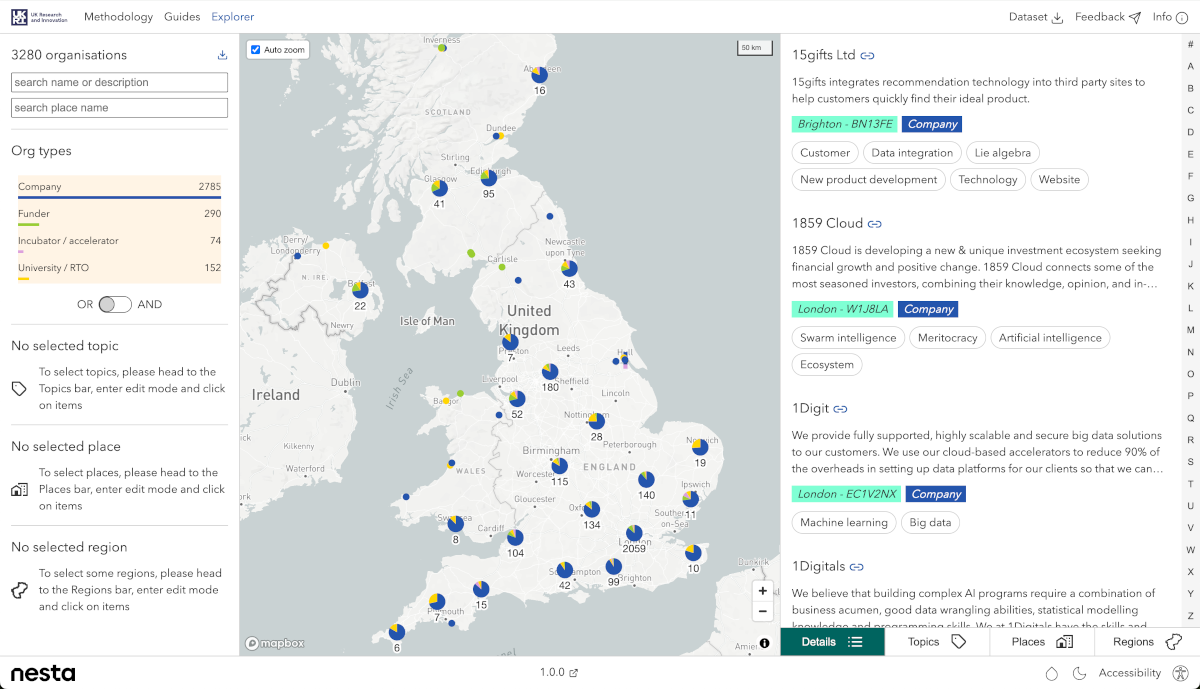 UK Research
and Innovation
Methodology
Guides
Explorer
Dataset
Feedback
Info
3280 organisations
search name or description
search place name
Org types
Company 2785
Funder 290
Incubator / accelerator 74
University / RTO 152
OR AND
No selected topic
To select topics, please head to the
Topics bar, enter edit mode and click
on items
No selected place
To select places, please head to the
Places bar, enter edit mode and click
on items
No selected region
To select some regions, please head
to the Regions bar, enter edit mode
and click on items
Auto zoom
50 km
Inverness
16
SCOTLAND
Dundee
Stirling
Edinburgh
95
Glasgow
41
Newcastle
upon Tyne
43
Carlisle
Derry/
Londonderry
N. IRE.
Belfast
22
Newry
Isle of Man
United
Kingdom
Preston
7
Leeds
Hull
180
Sheffield
Liverpool
52
Lincoln
Dublin
Ireland
Irish Sea
Bangor
Nottingham
28
Kilkenny
Waterford
Birmingham
115
Peterborough
Norwich
19
WALES
Worcester
ENGLAND
140
Ipswich
11
Gloucester
Oxford
134
Southend-
on-Sea
Swansea
8
Cardiff
104
London
2059
10
Dunkirk
Southampton
42
99
Brighton
15
Plymouth
7
6
Amiens
mapbox
+
−
15gifts Ltd
15gifts integrates recommendation technology into third party sites to
help customers quickly find their ideal product.
Brighton - BN13FE Company
Customer Data integration Lie algebra
New product development Technology Website
1859 Cloud
1859 Cloud is developing a new & unique investment ecosystem seeking
financial growth and positive change. 1859 Cloud connects some of the
most seasoned investors, combining their knowledge, opinion, and in-…
London - W1J8LA Company
Swarm intelligence Meritocracy Artificial intelligence
Ecosystem
1Digit
We provide fully supported, highly scalable and secure big data solutions
to our customers. We use our cloud-based accelerators to reduce 90% of
the overheads in setting up data platforms for our clients so that we can…
London - EC1V2NX Company
Machine learning Big data
1Digitals
We believe that building complex AI programs require a combination of
business acumen, good data wrangling abilities, statistical modelling
knowledge and programming skills. We at 1Digitals have the skills and
#
A
B
C
D
E
F
G
H
I
J
K
L
M
N
O
P
Q
R
S
T
U
V
W
X
Y
Z
Details
Topics
Places
Regions
nesta
1.0.0
Accessibility